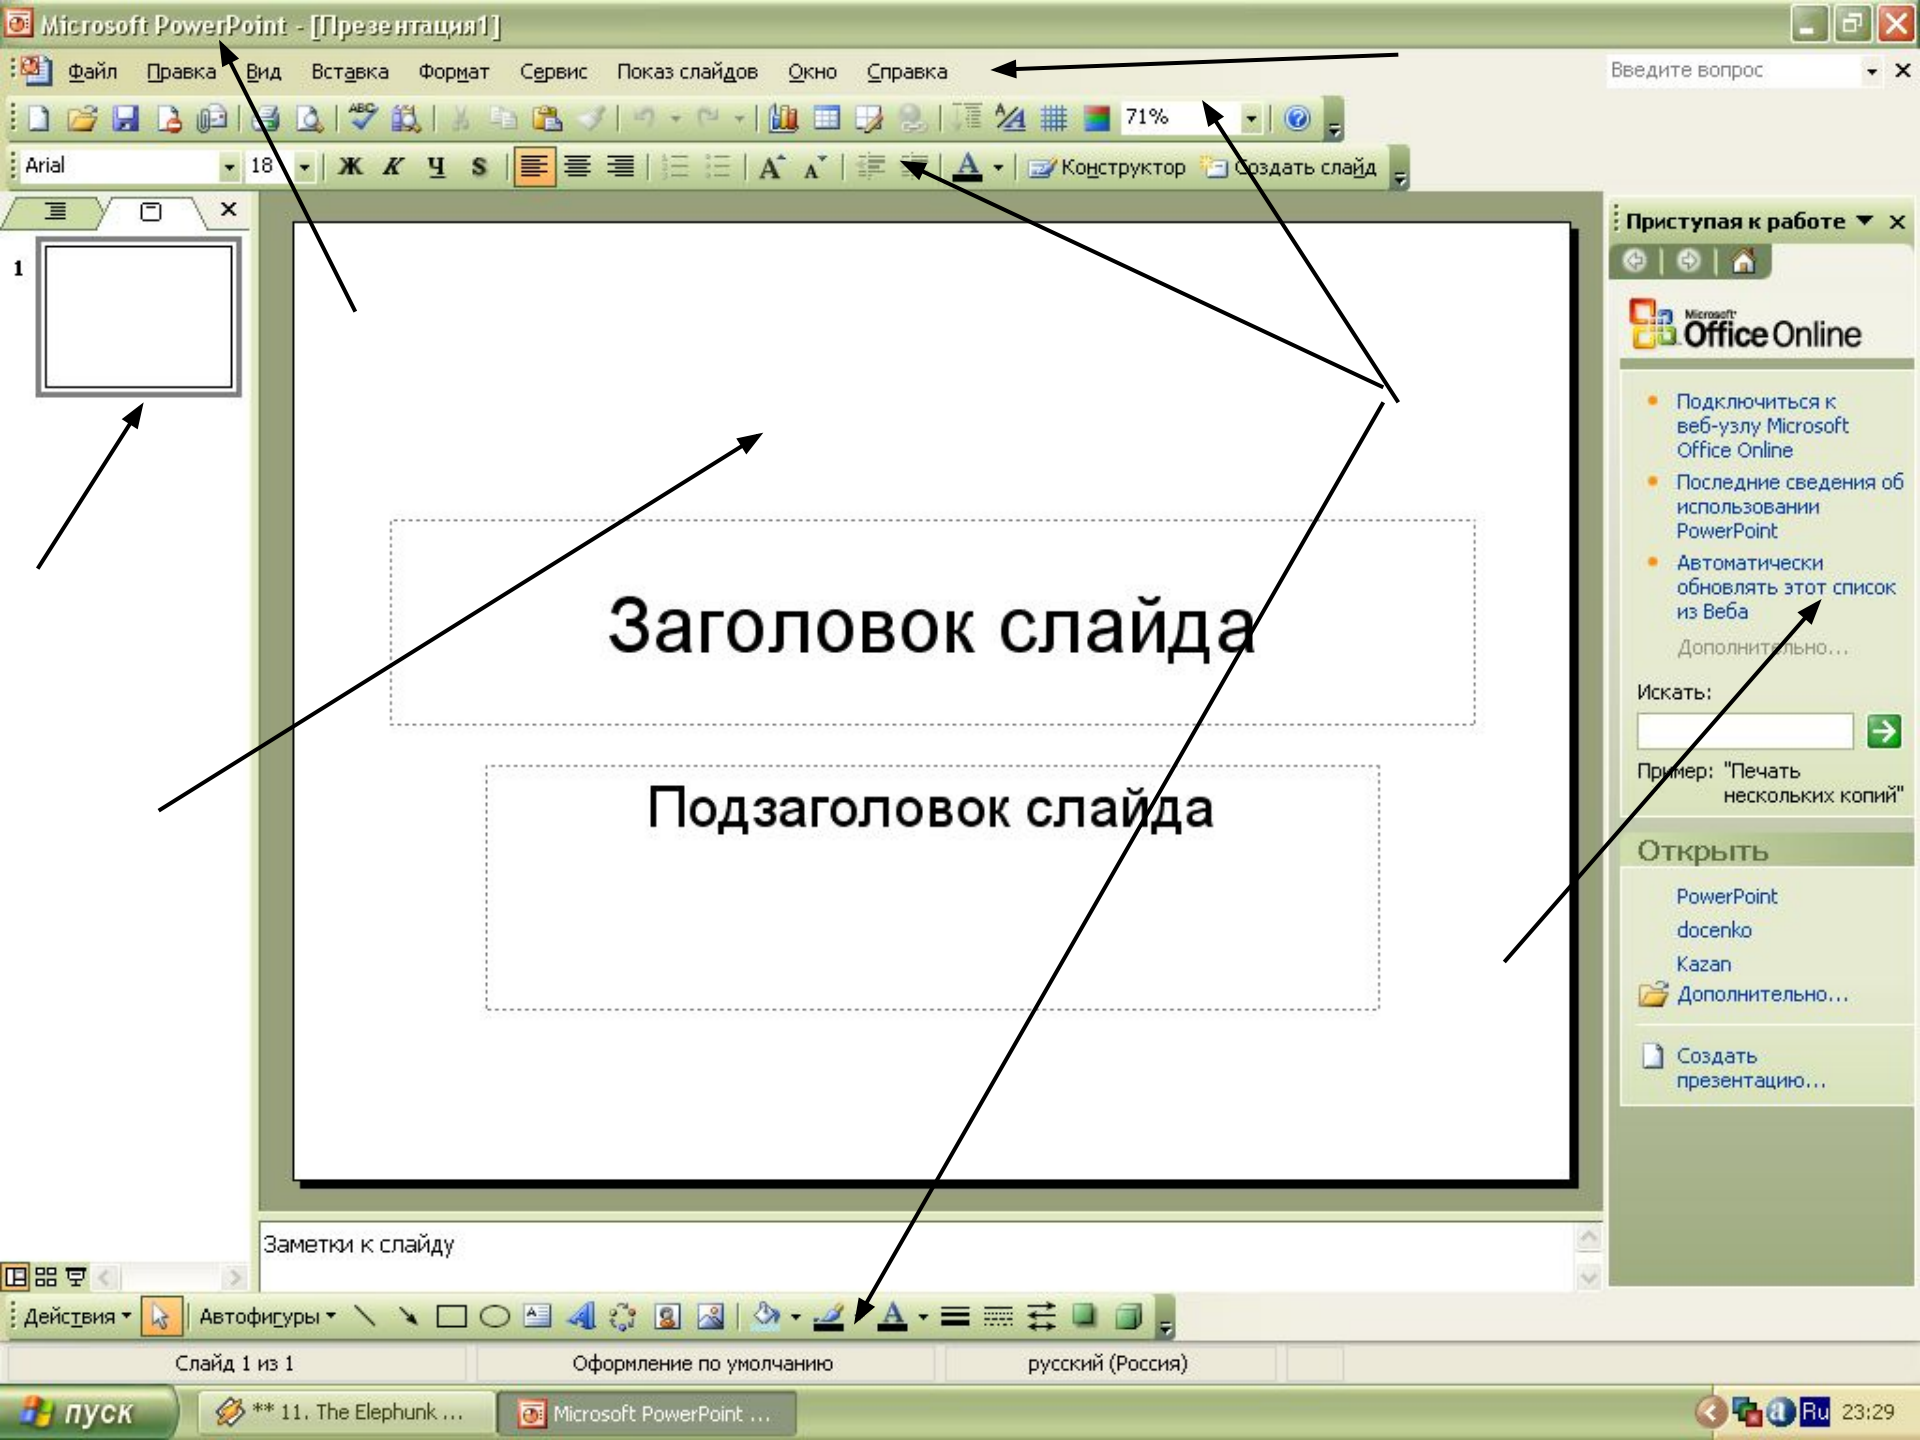 Microsoft PowerPoint - [Презентация1]
Файл Правка Вид Вставка Формат Сервис Показ слайдов Окно Справка Введите вопрос
ABC 71%
Arial 18 Ж К Ч S A A A Конструктор Создать слайд
Приступая к работе
1
Microsoft
Office Online
Подключиться к
веб-узлу Microsoft
Office Online
Последние сведения об
использовании
PowerPoint
Автоматически
обновлять этот список
из Веба
Дополнительно...
Искать:
Пример: "Печать
нескольких копий"
Открыть
PowerPoint
docenko
Kazan
Дополнительно...
Создать
презентацию...
Заголовок слайда
Подзаголовок слайда
Заметки к слайду
Действия Автофигуры A A A
Слайд 1 из 1 Оформление по умолчанию русский (Россия)
пуск ** 11. The Elephunk ... Microsoft PowerPoint ... Ru 23:29